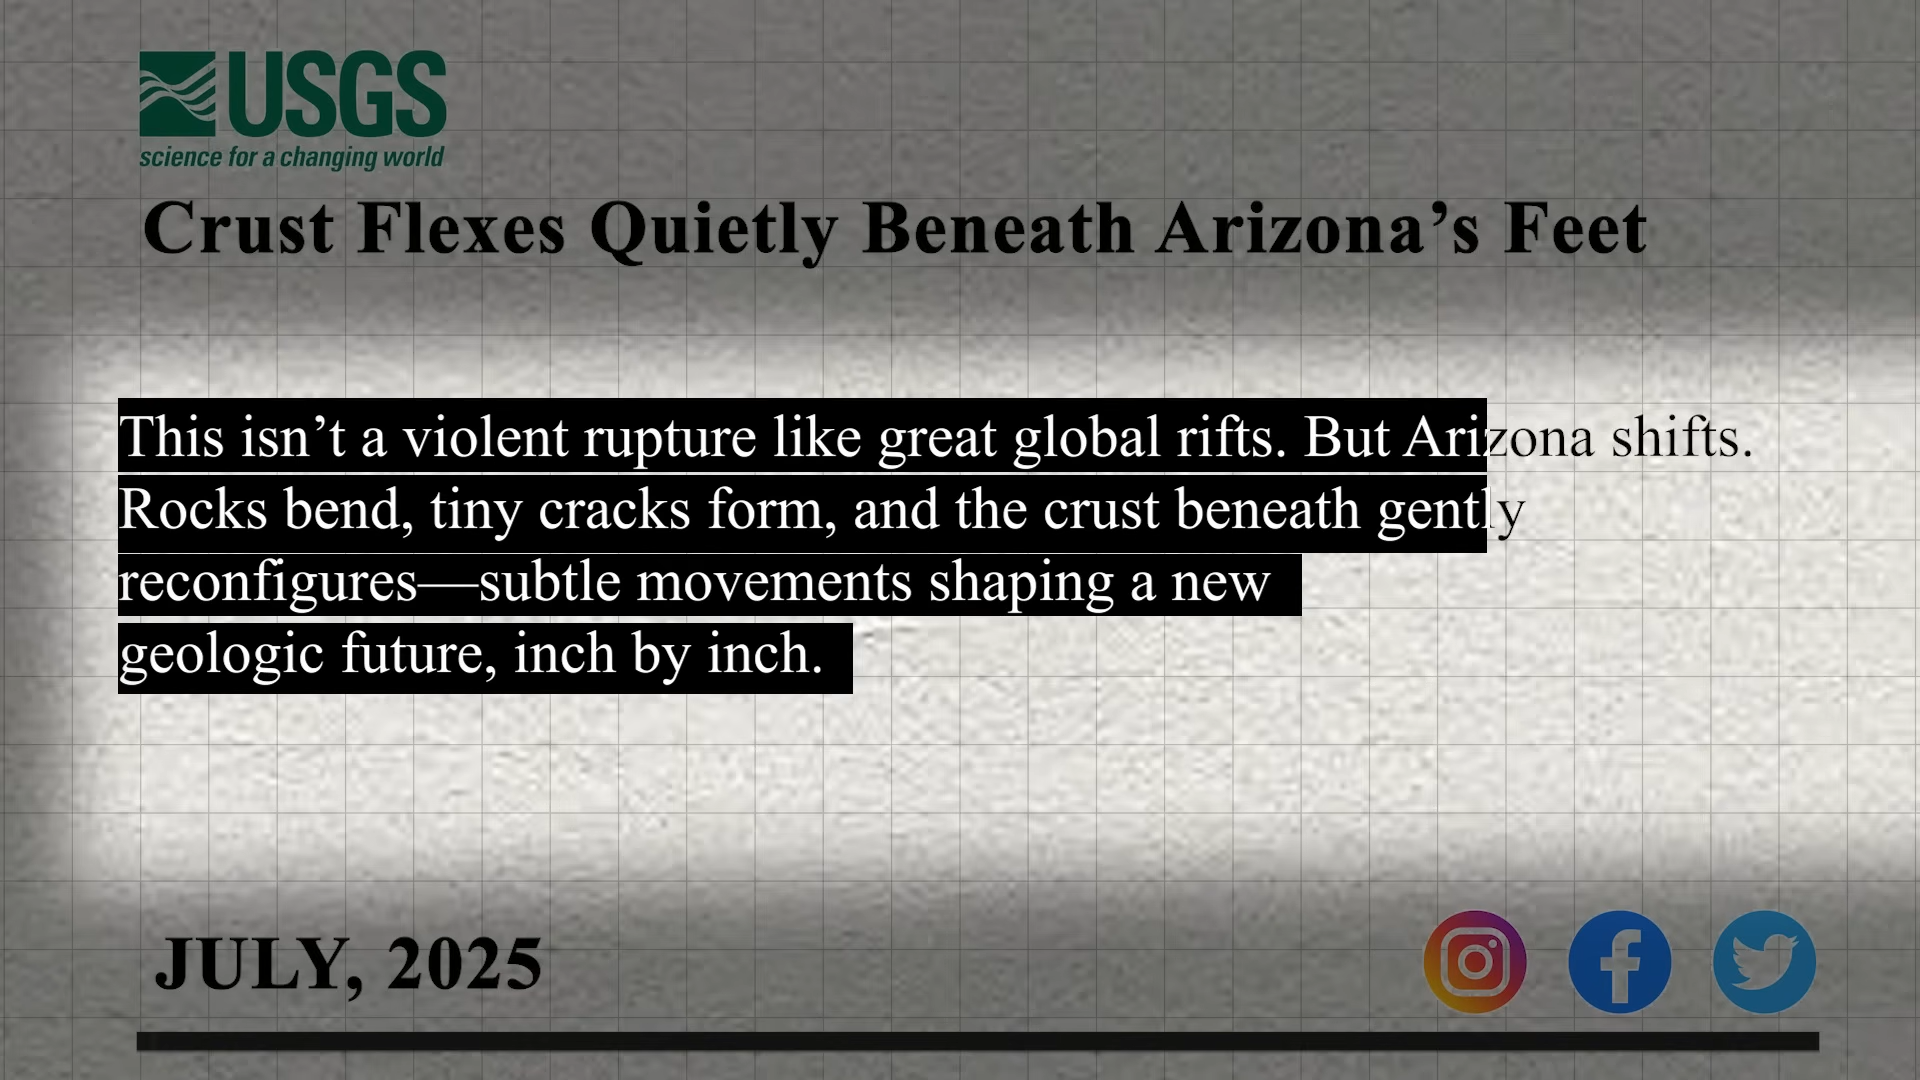 USGS
science for a changing world
Crust Flexes Quietly Beneath Arizona’s Feet
This isn’t a violent rupture like great global rifts. But Arizona shifts.
Rocks bend, tiny cracks form, and the crust beneath gently
reconfigures—subtle movements shaping a new
geologic future, inch by inch.
JULY, 2025